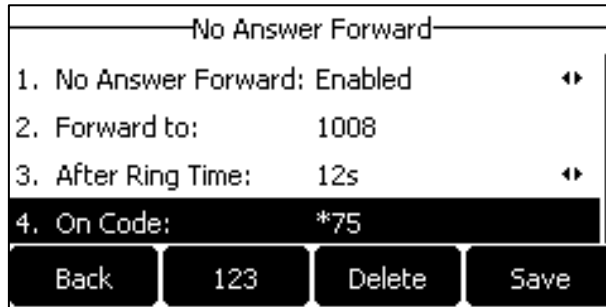 No Answer Forward
1. No Answer Forward: Enabled
2. Forward to: 1008
3. After Ring Time: 12s
4. On Code: *75
Back 123 Delete Save